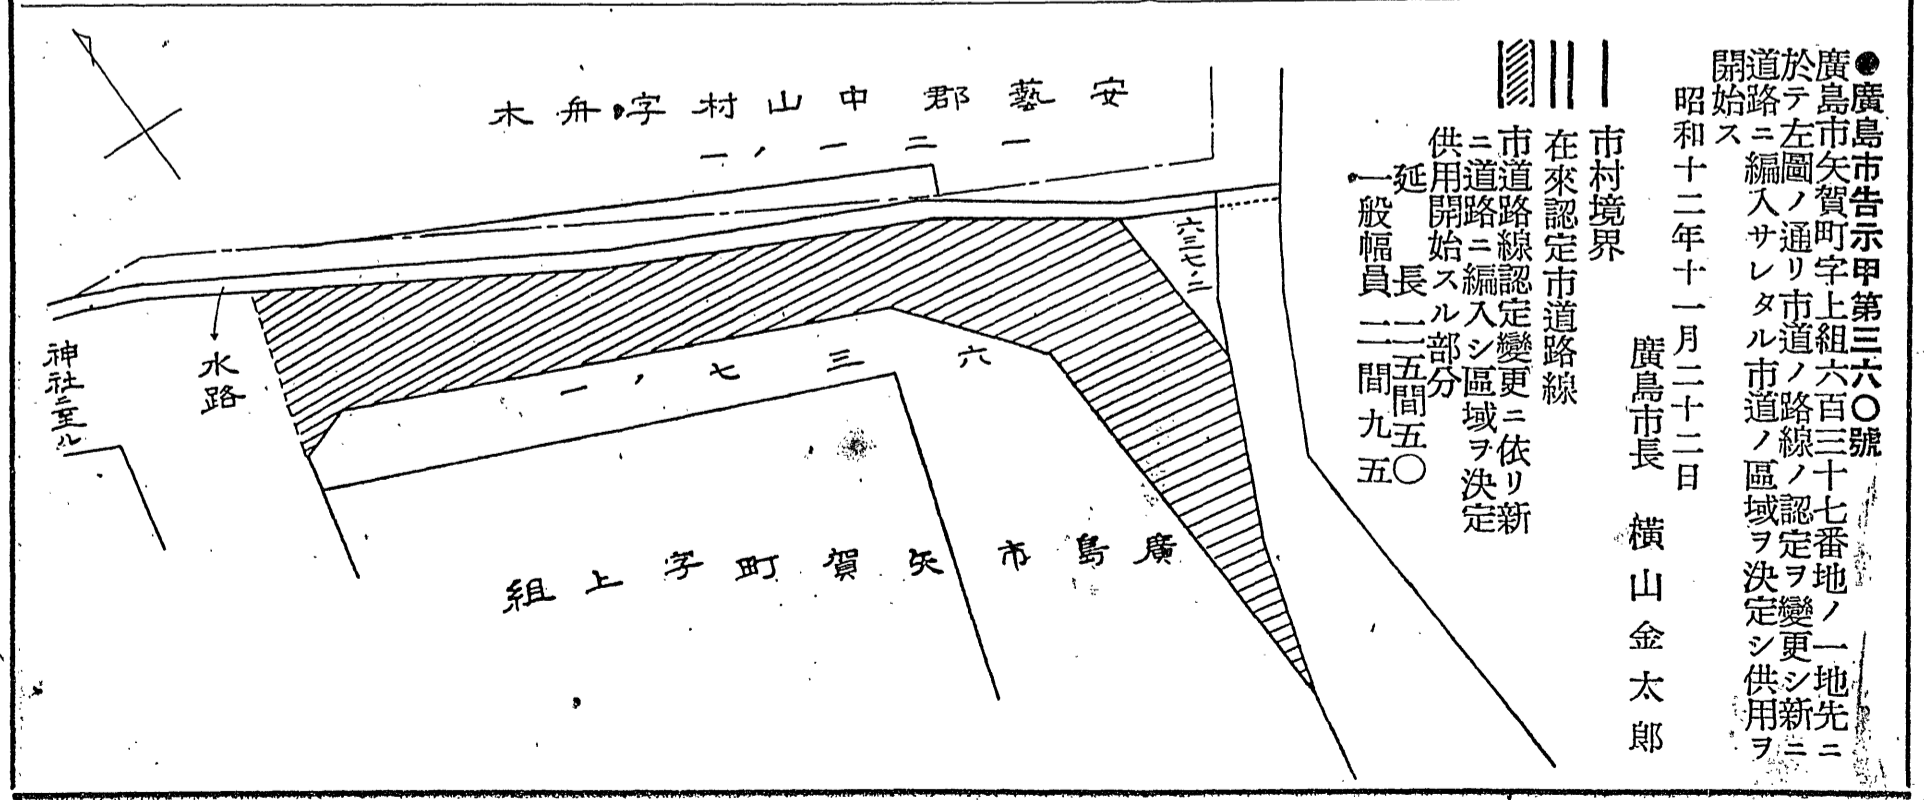 ●廣島市告示甲第三六〇號
廣島市矢賀町字上組六百三十七番地ノ一地先ニ
於テ左圖ノ通リ市道ノ路線ノ認定ヲ變更シ新ニ
道路ニ編入サレタル市道ノ區域ヲ決定シ供用ヲ
開始ス
昭和十二年十一月二十二日
廣島市長 橫山金太郎
市村境界
在來認定市道路線
市道路線認定變更ニ依リ新
ニ道路ニ編入シ區域ヲ決定
供用開始スル部分
延長 二五間五〇
一般幅員 二間九五
安藝郡中山村字舟木
一二一ノ一
六三七ノ二
六三七ノ一
廣島市矢賀町字上組
水路
神社ニ至ル